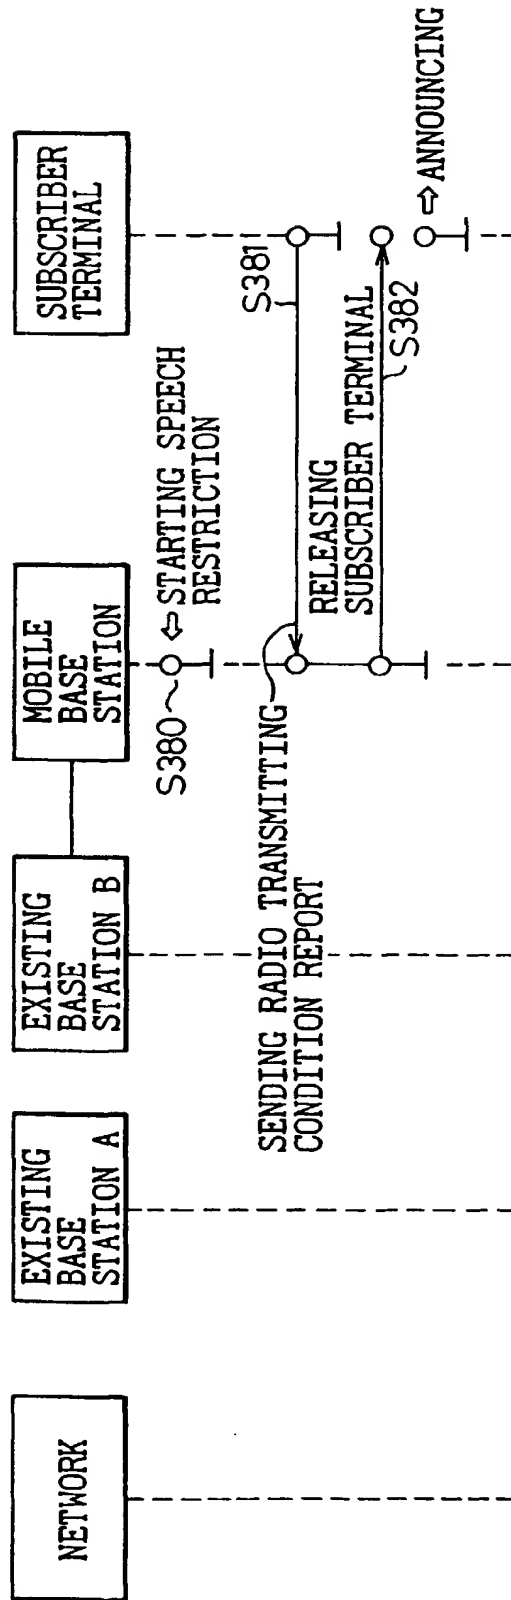 NETWORK
EXISTING
BASE
STATION A
EXISTING
BASE
STATION B
MOBILE
BASE
STATION
SUBSCRIBER
TERMINAL
S380
STARTING SPEECH
RESTRICTION
SENDING RADIO TRANSMITTING
CONDITION REPORT
S381
RELEASING
SUBSCRIBER TERMINAL
S382
ANNOUNCING